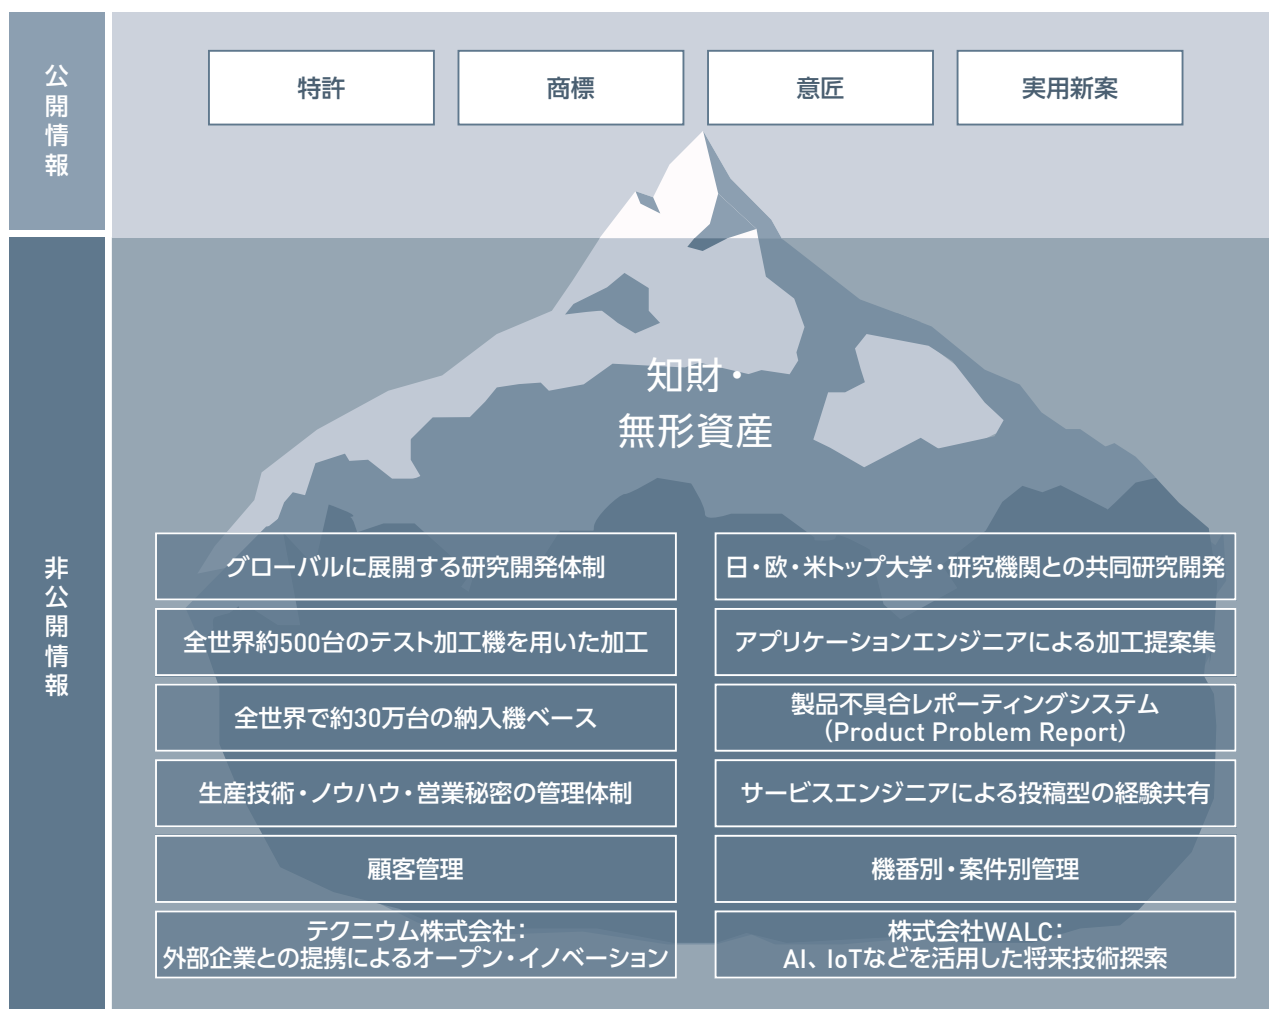 公開情報
特許
商標
意匠
実用新案
非公開情報
知財・
無形資産
グローバルに展開する研究開発体制
日・欧・米トップ大学・研究機関との共同研究開発
全世界約500台のテスト加工機を用いた加工
アプリケーションエンジニアによる加工提案集
全世界で約30万台の納入機ベース
製品不具合レポーティングシステム
（Product Problem Report）
生産技術・ノウハウ・営業秘密の管理体制
サービスエンジニアによる投稿型の経験共有
顧客管理
機番別・案件別管理
テクニウム株式会社：
外部企業との提携によるオープン・イノベーション
株式会社WALC：
AI、IoTなどを活用した将来技術探索